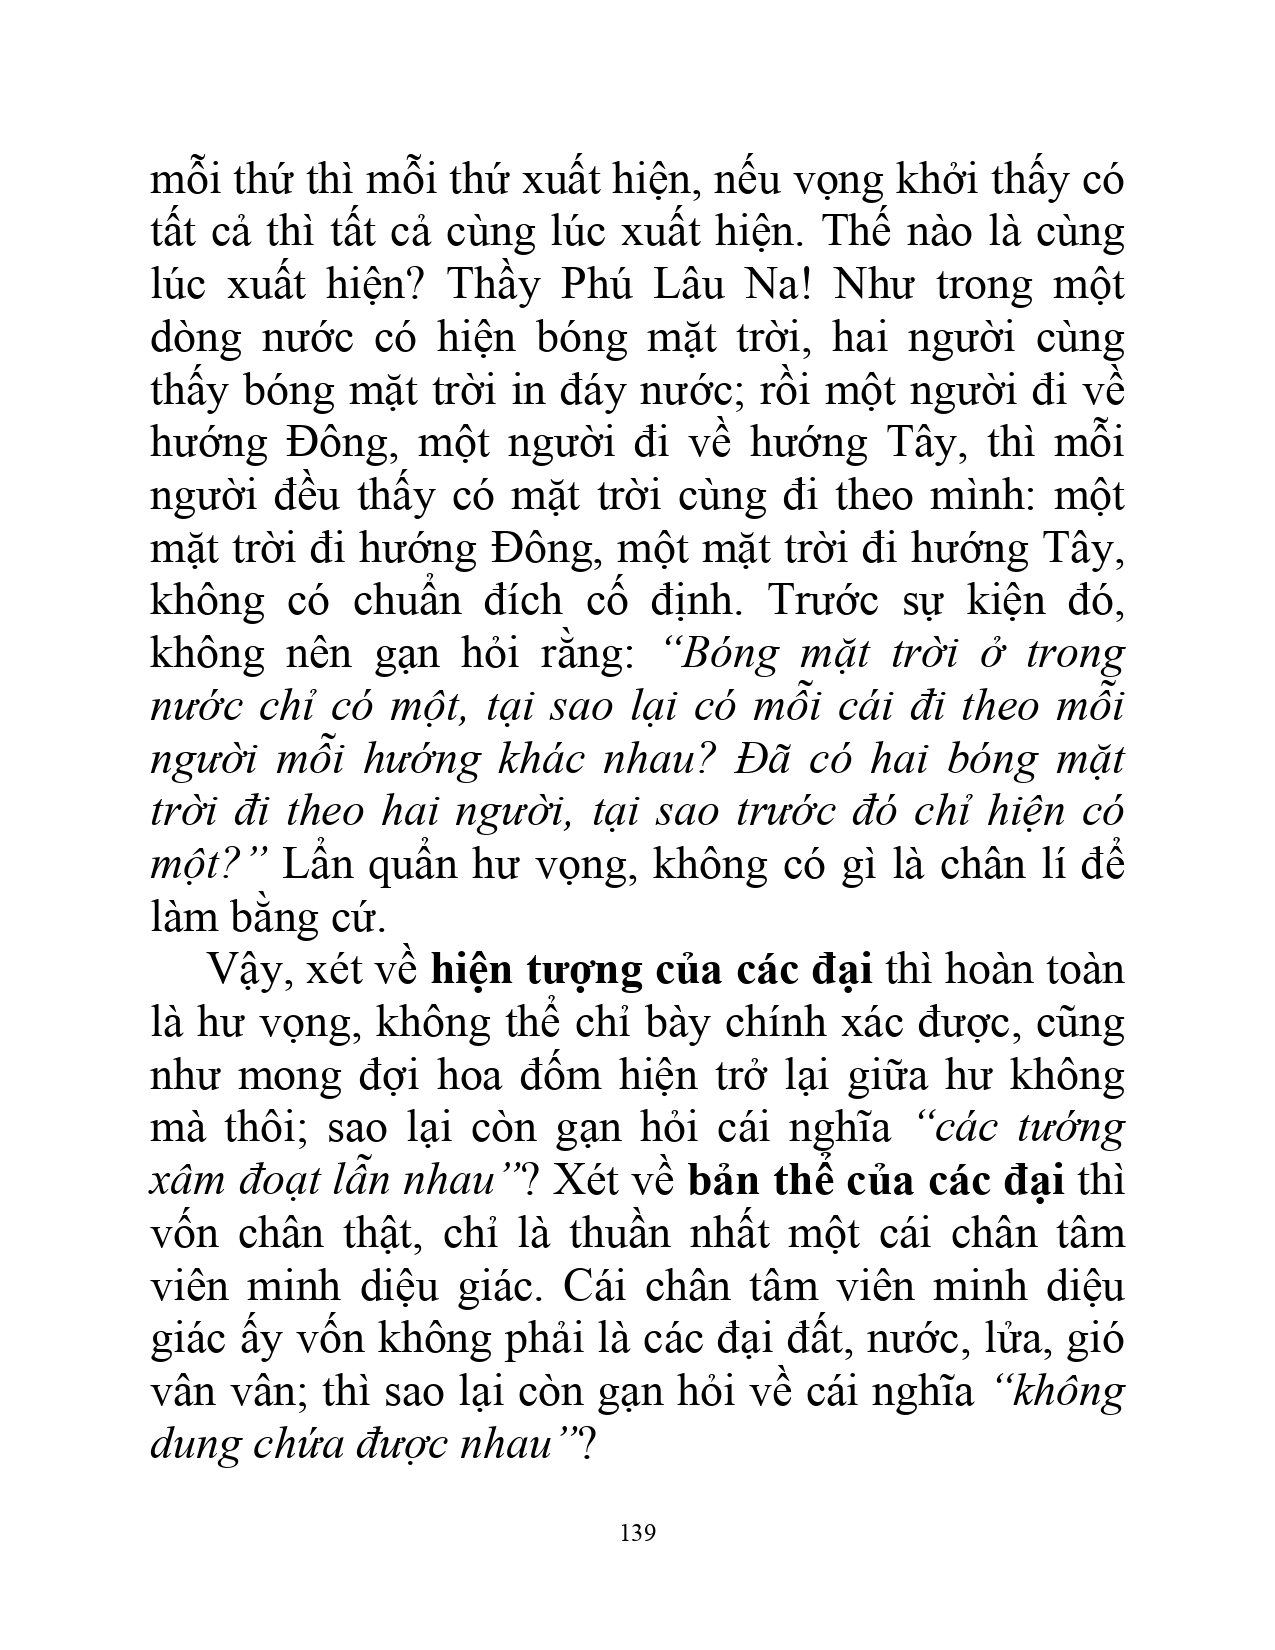 mỗi thứ thì mỗi thứ xuất hiện, nếu vọng khởi thấy có
tất cả thì tất cả cùng lúc xuất hiện. Thế nào là cùng
lúc xuất hiện? Thầy Phú Lâu Na! Như trong một
dòng nước có hiện bóng mặt trời, hai người cùng
thấy bóng mặt trời in đáy nước; rồi một người đi về
hướng Đông, một người đi về hướng Tây, thì mỗi
người đều thấy có mặt trời cùng đi theo mình: một
mặt trời đi hướng Đông, một mặt trời đi hướng Tây,
không có chuẩn đích cố định. Trước sự kiện đó,
không nên gạn hỏi rằng: “Bóng mặt trời ở trong
nước chỉ có một, tại sao lại có mỗi cái đi theo mỗi
người mỗi hướng khác nhau? Đã có hai bóng mặt
trời đi theo hai người, tại sao trước đó chỉ hiện có
một?” Lẩn quẩn hư vọng, không có gì là chân lí để
làm bằng cứ.
Vậy, xét về hiện tượng của các đại thì hoàn toàn
là hư vọng, không thể chỉ bày chính xác được, cũng
như mong đợi hoa đốm hiện trở lại giữa hư không
mà thôi; sao lại còn gạn hỏi cái nghĩa “các tướng
xâm đoạt lẫn nhau”? Xét về bản thể của các đại thì
vốn chân thật, chỉ là thuần nhất một cái chân tâm
viên minh diệu giác. Cái chân tâm viên minh diệu
giác ấy vốn không phải là các đại đất, nước, lửa, gió
vân vân; thì sao lại còn gạn hỏi về cái nghĩa “không
dung chứa được nhau”?
139